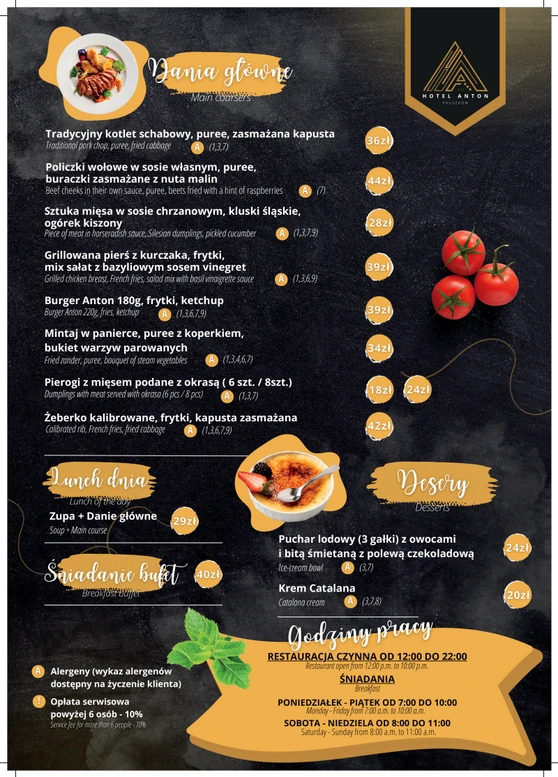 Dania główne
Main coursers
HOTEL ANTON
PRUSZKÓW
Tradycyjny kotlet schabowy, puree, zasmażana kapusta
Traditional pork chop, puree, fried cabbage A (1,3,7)
36zł
Policzki wołowe w sosie własnym, puree,
buraczki zasmażane z nuta malin
Beef cheeks in their own sauce, puree, beets fried with a hint of raspberries A (7)
44zł
Sztuka mięsa w sosie chrzanowym, kluski śląskie,
ogórek kiszony
Piece of meat in horseradish sauce, Silesian dumplings, pickled cucumber A (1,3,7,9)
28zł
Grillowana pierś z kurczaka, frytki,
mix sałat z bazyliowym sosem vinegret
Grilled chicken breast, French fries, salad mix with basil vinaigrette sauce A (1,3,6,9)
39zł
Burger Anton 180g, frytki, ketchup
Burger Anton 220g, fries, ketchup A (1,3,6,7,9)
39zł
Mintaj w panierce, puree z koperkiem,
bukiet warzyw parowanych
Fried zander, puree, bouquet of steam vegetables A (1,3,4,6,7)
34zł
Pierogi z mięsem podane z okrasą ( 6 szt. / 8szt.)
Dumplings with meat served with okrasa (6 pcs / 8 pcs) A (1,3,7)
18zł 24zł
Żeberko kalibrowane, frytki, kapusta zasmażana
Calibrated rib, French fries, fried cabbage A (1,3,6,7,9)
42zł
Lunch dnia
Lunch of the day
Zupa + Danie główne
Soup + Main course
29zł
Śniadanie bufet
Breakfast buffet
40zł
Desery
Desserts
Puchar lodowy (3 gałki) z owocami
i bitą śmietaną z polewą czekoladową
Ice-cream bowl A (3,7)
24zł
Krem Catalana
Catalana cream A (3,7,8)
20zł
Godziny pracy
RESTAURACJA CZYNNA OD 12:00 DO 22:00
Restaurant open from 12:00 p.m. to 10:00 p.m.
ŚNIADANIA
Breakfast
PONIEDZIAŁEK - PIĄTEK OD 7:00 DO 10:00
Monday - Friday from 7:00 a.m. to 10:00 a.m.
SOBOTA - NIEDZIELA OD 8:00 DO 11:00
Saturday - Sunday from 8:00 a.m. to 11:00 a.m.
A Alergeny (wykaz alergenów
dostępny na życzenie klienta)
! Opłata serwisowa
powyżej 6 osób - 10%
Service fee for more than 6 people - 10%